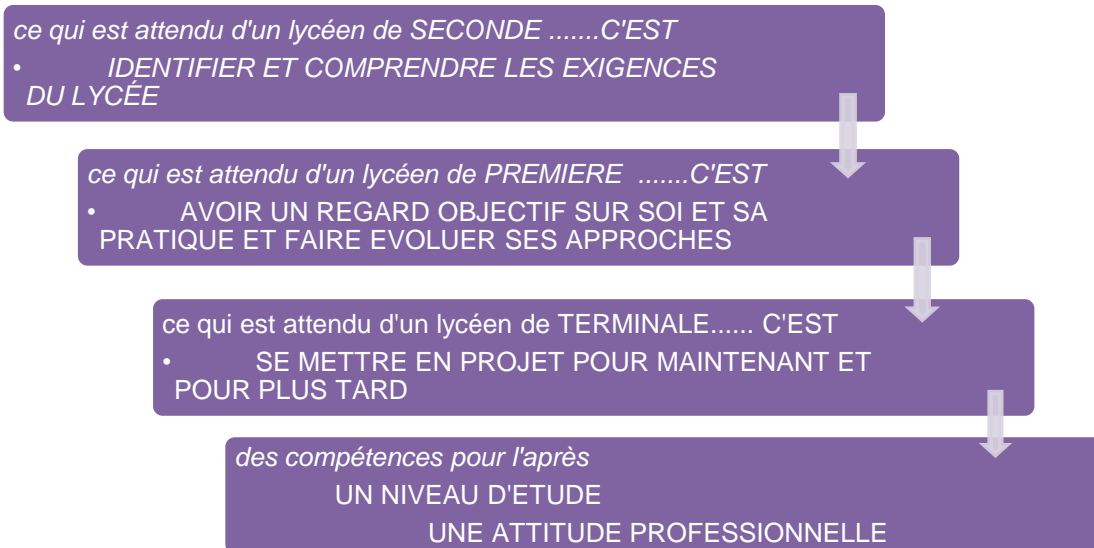 ce qui est attendu d'un lycéen de SECONDE .......C'EST
• IDENTIFIER ET COMPRENDRE LES EXIGENCES
DU LYCÉE
ce qui est attendu d'un lycéen de PREMIERE .......C'EST
• AVOIR UN REGARD OBJECTIF SUR SOI ET SA
PRATIQUE ET FAIRE EVOLUER SES APPROCHES
ce qui est attendu d'un lycéen de TERMINALE...... C'EST
• SE METTRE EN PROJET POUR MAINTENANT ET
POUR PLUS TARD
des compétences pour l'après
UN NIVEAU D'ETUDE
UNE ATTITUDE PROFESSIONNELLE